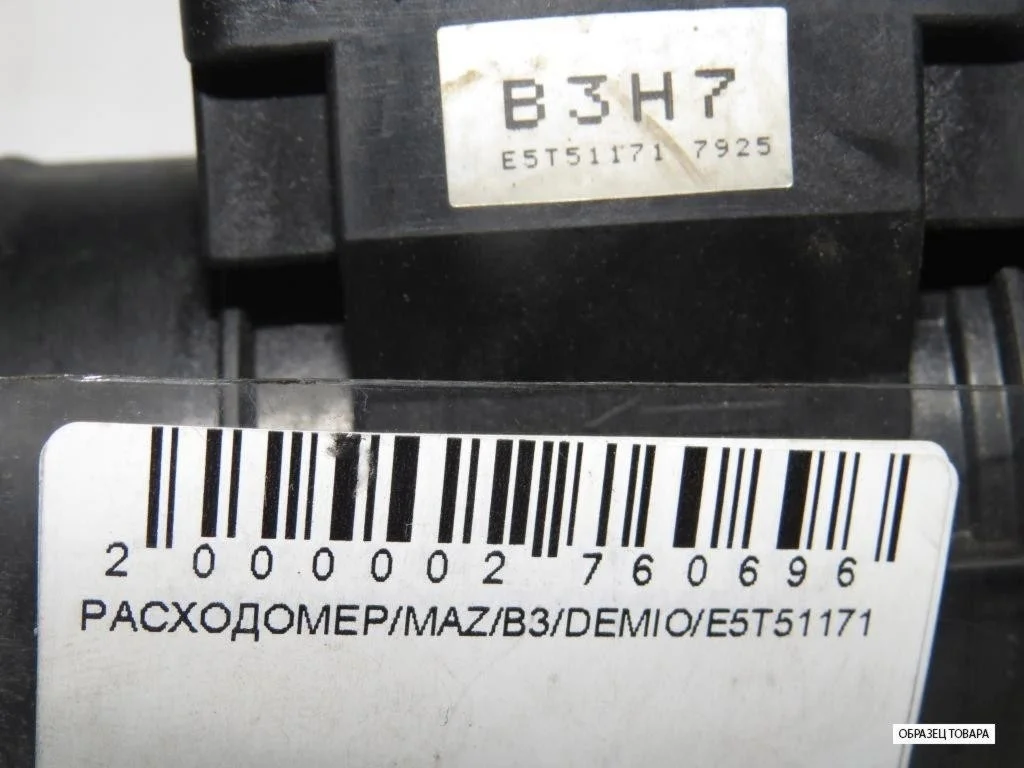 B3H7
E5T51171 7925
2 000002 760696
РАСХОДОМЕР/MAZ/B3/DEMIO/E5T51171
ОБРАЗЕЦ ТОВАРА